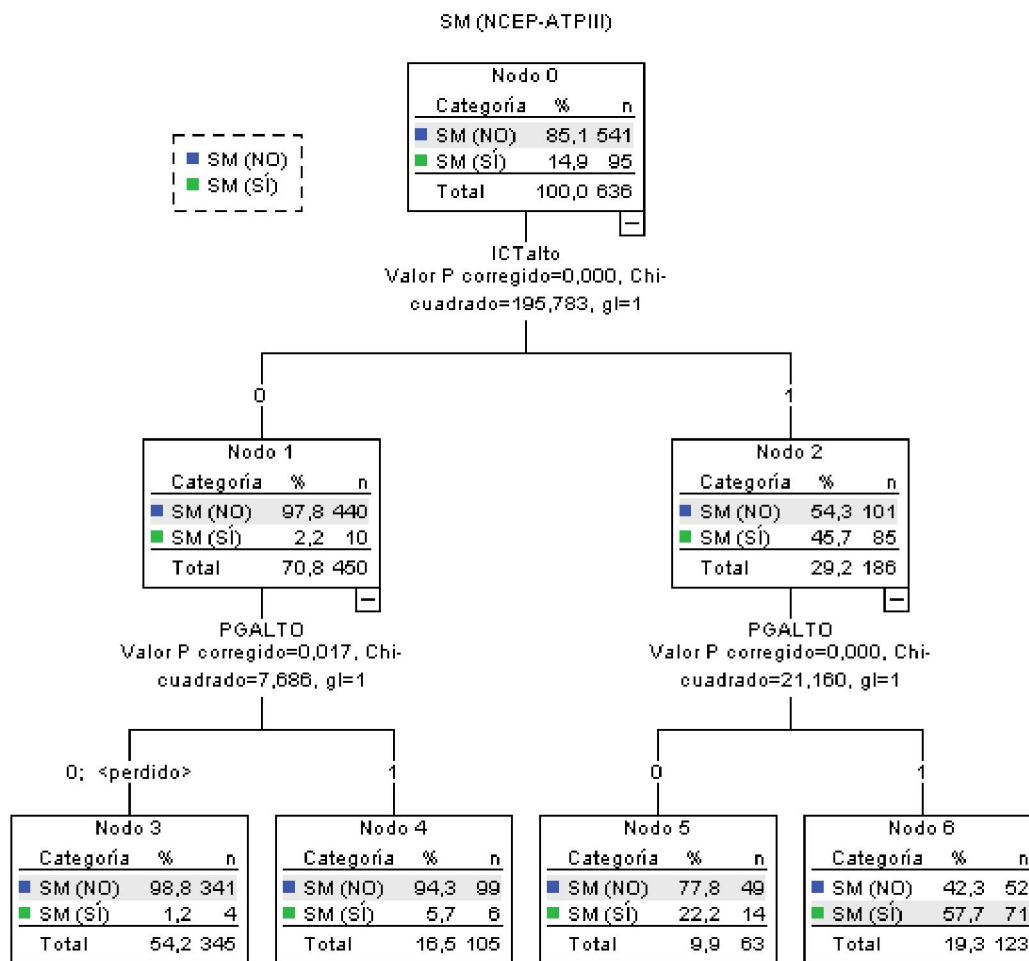 SM (NCEP-ATPIII)
SM (NO)
SM (SÍ)
Nodo 0
Categoría % n
SM (NO) 85,1 541
SM (SÍ) 14,9 95
Total 100,0 636
ICTalto
Valor P corregido=0,000, Chi-
cuadrado=195,783, gl=1
0
1
Nodo 1
Categoría % n
SM (NO) 97,8 440
SM (SÍ) 2,2 10
Total 70,8 450
Nodo 2
Categoría % n
SM (NO) 54,3 101
SM (SÍ) 45,7 85
Total 29,2 186
PGALTO
Valor P corregido=0,017, Chi-
cuadrado=7,686, gl=1
PGALTO
Valor P corregido=0,000, Chi-
cuadrado=21,160, gl=1
0; <perdido>
1
0
1
Nodo 3
Categoría % n
SM (NO) 98,8 341
SM (SÍ) 1,2 4
Total 54,2 345
Nodo 4
Categoría % n
SM (NO) 94,3 99
SM (SÍ) 5,7 6
Total 16,5 105
Nodo 5
Categoría % n
SM (NO) 77,8 49
SM (SÍ) 22,2 14
Total 9,9 63
Nodo 6
Categoría % n
SM (NO) 42,3 52
SM (SÍ) 57,7 71
Total 19,3 123